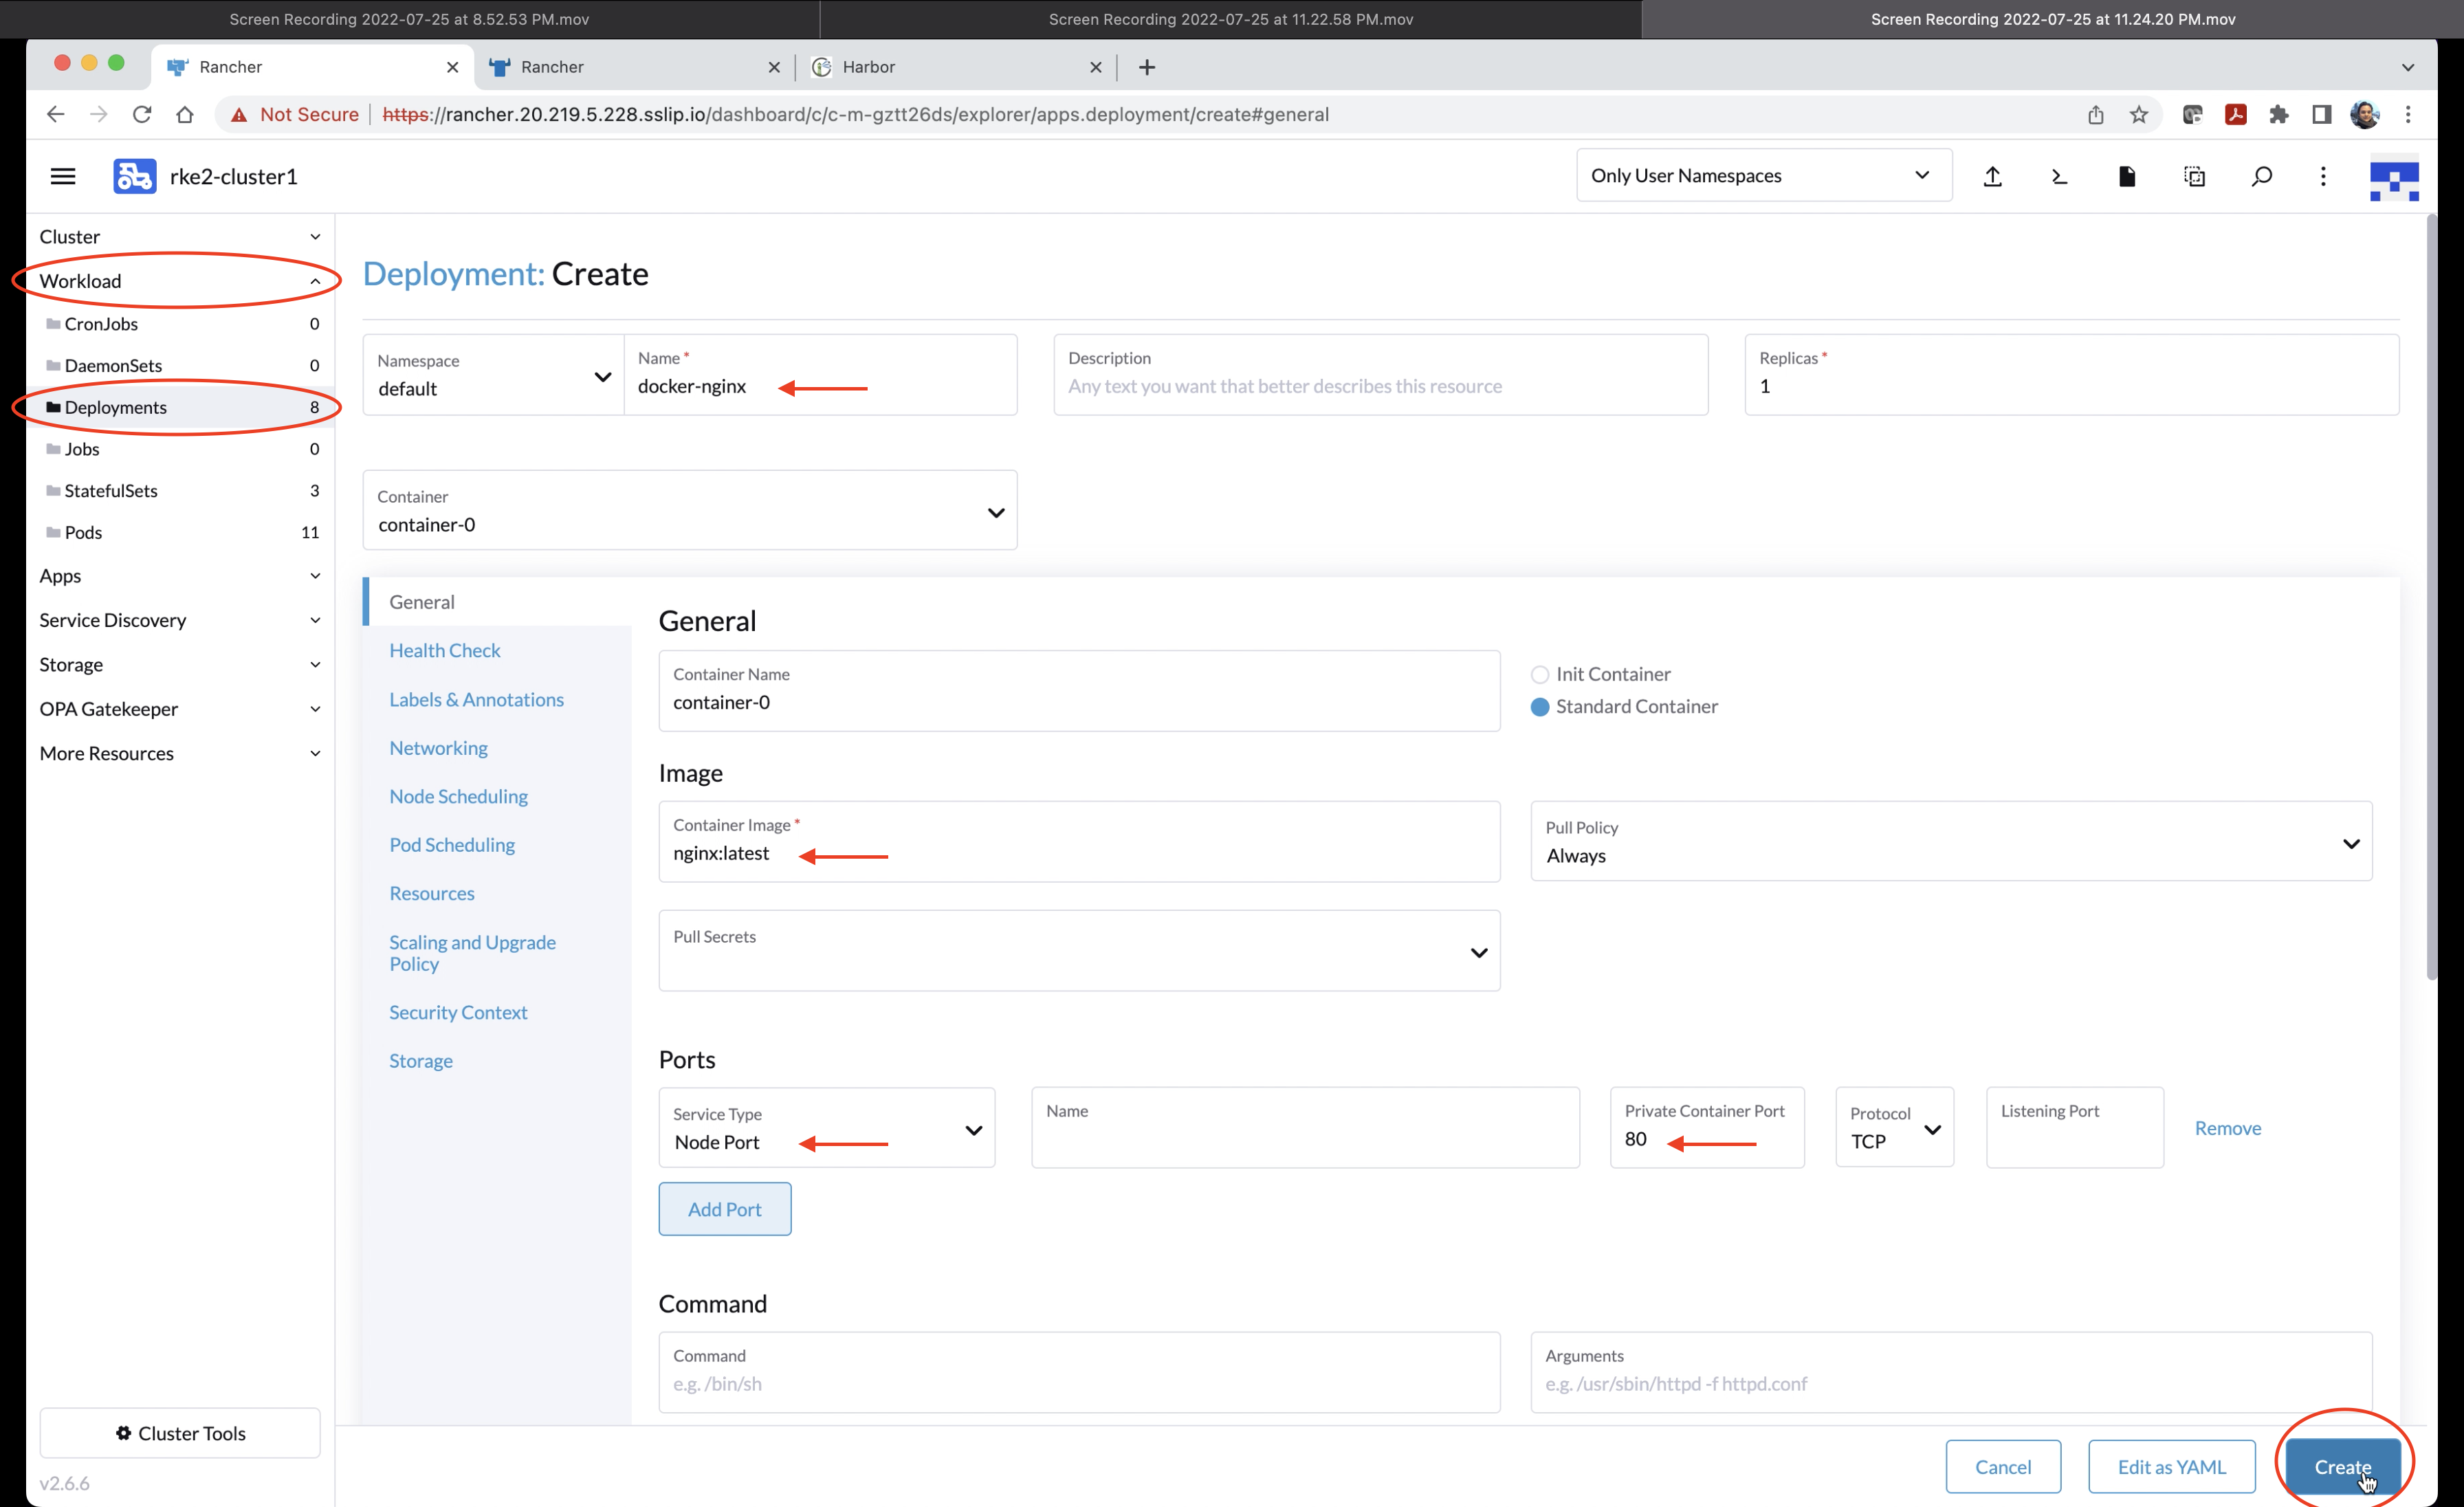 Screen Recording 2022-07-25 at 8.52.53 PM.mov
Screen Recording 2022-07-25 at 11.22.58 PM.mov
Screen Recording 2022-07-25 at 11.24.20 PM.mov
Rancher
Rancher
Harbor
Not Secure
https://rancher.20.219.5.228.sslip.io/dashboard/c/c-m-gztt26ds/explorer/apps.deployment/create#general
rke2-cluster1
Only User Namespaces
Cluster
Workload
CronJobs 0
DaemonSets 0
Deployments 8
Jobs 0
StatefulSets 3
Pods 11
Apps
Service Discovery
Storage
OPA Gatekeeper
More Resources
Cluster Tools
v2.6.6
Deployment: Create
Namespace
default
Name *
docker-nginx
Description
Any text you want that better describes this resource
Replicas *
1
Container
container-0
General
Health Check
Labels & Annotations
Networking
Node Scheduling
Pod Scheduling
Resources
Scaling and Upgrade
Policy
Security Context
Storage
General
Container Name
container-0
Init Container
Standard Container
Image
Container Image *
nginx:latest
Pull Policy
Always
Pull Secrets
Ports
Service Type
Node Port
Name
Private Container Port
80
Protocol
TCP
Listening Port
Remove
Add Port
Command
Command
e.g. /bin/sh
Arguments
e.g. /usr/sbin/httpd -f httpd.conf
Cancel
Edit as YAML
Create